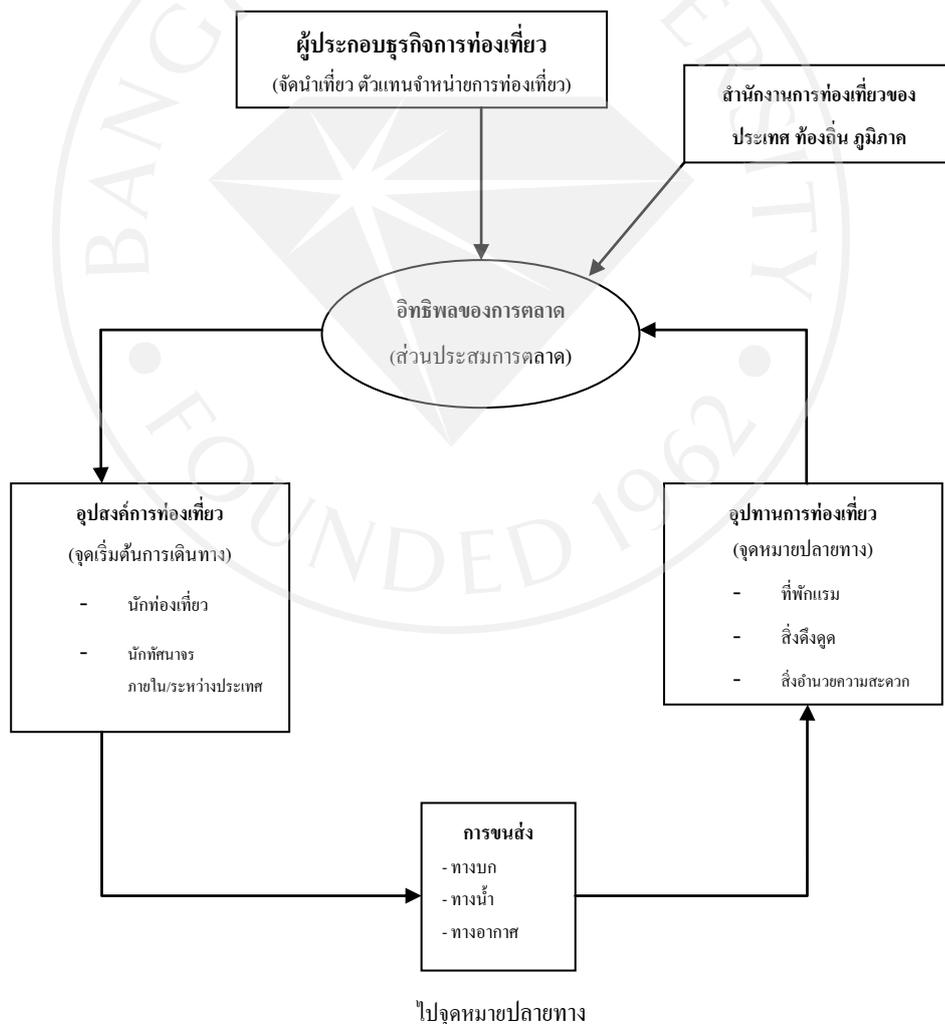 ผู้ประกอบธุรกิจการท่องเที่ยว
(จัดนำเที่ยว ตัวแทนจำหน่ายการท่องเที่ยว)
สำนักงานการท่องเที่ยวของ
ประเทศ ท้องถิ่น ภูมิภาค
อิทธิพลของการตลาด
(ส่วนประสมการตลาด)
อุปสงค์การท่องเที่ยว
(จุดเริ่มต้นการเดินทาง)
- นักท่องเที่ยว
- นักทัศนาจร
ภายใน/ระหว่างประเทศ
อุปทานการท่องเที่ยว
(จุดหมายปลายทาง)
- ที่พักแรม
- สิ่งดึงดูด
- สิ่งอำนวยความสะดวก
การขนส่ง
- ทางบก
- ทางน้ำ
- ทางอากาศ
ไปจุดหมายปลายทาง
FOUNDED 1962